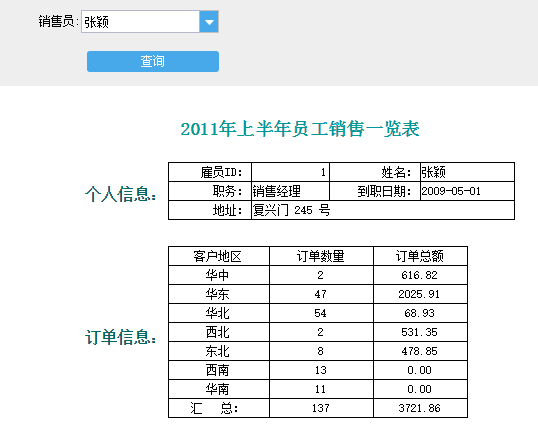 销售员: 张颖
查询
2011年上半年员工销售一览表
个人信息：
雇员ID: 1 姓名: 张颖
职务: 销售经理 到职日期: 2009-05-01
地址: 复兴门 245 号
订单信息：
客户地区 订单数量 订单总额
华中 2 616.82
华东 47 2025.91
华北 54 68.93
西北 2 531.35
东北 8 478.85
西南 13 0.00
华南 11 0.00
汇 总: 137 3721.86